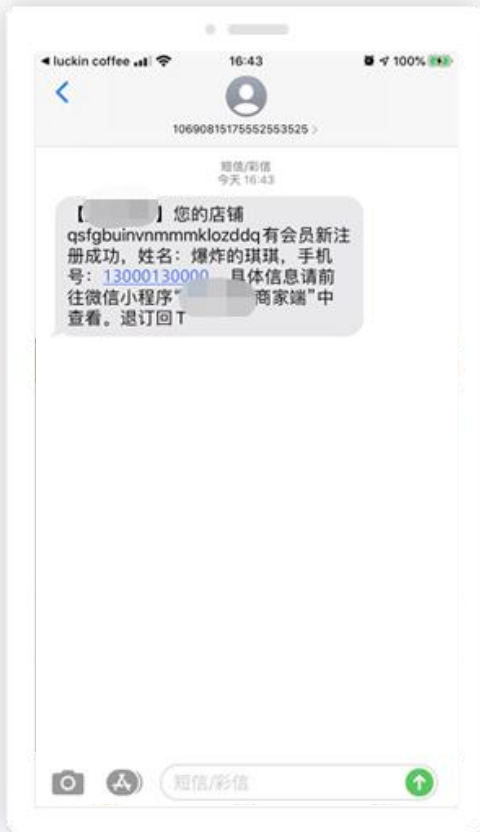 luckin coffee
16:43
100%
10690815175552553525
短信/彩信
今天 16:43
【 】您的店铺
qsfgbuinvnmmmklozddq有会员新注
册成功，姓名：爆炸的琪琪，手机
号：13000130000，具体信息请前
往微信小程序“ 商家端”中
查看。退订回T
短信/彩信